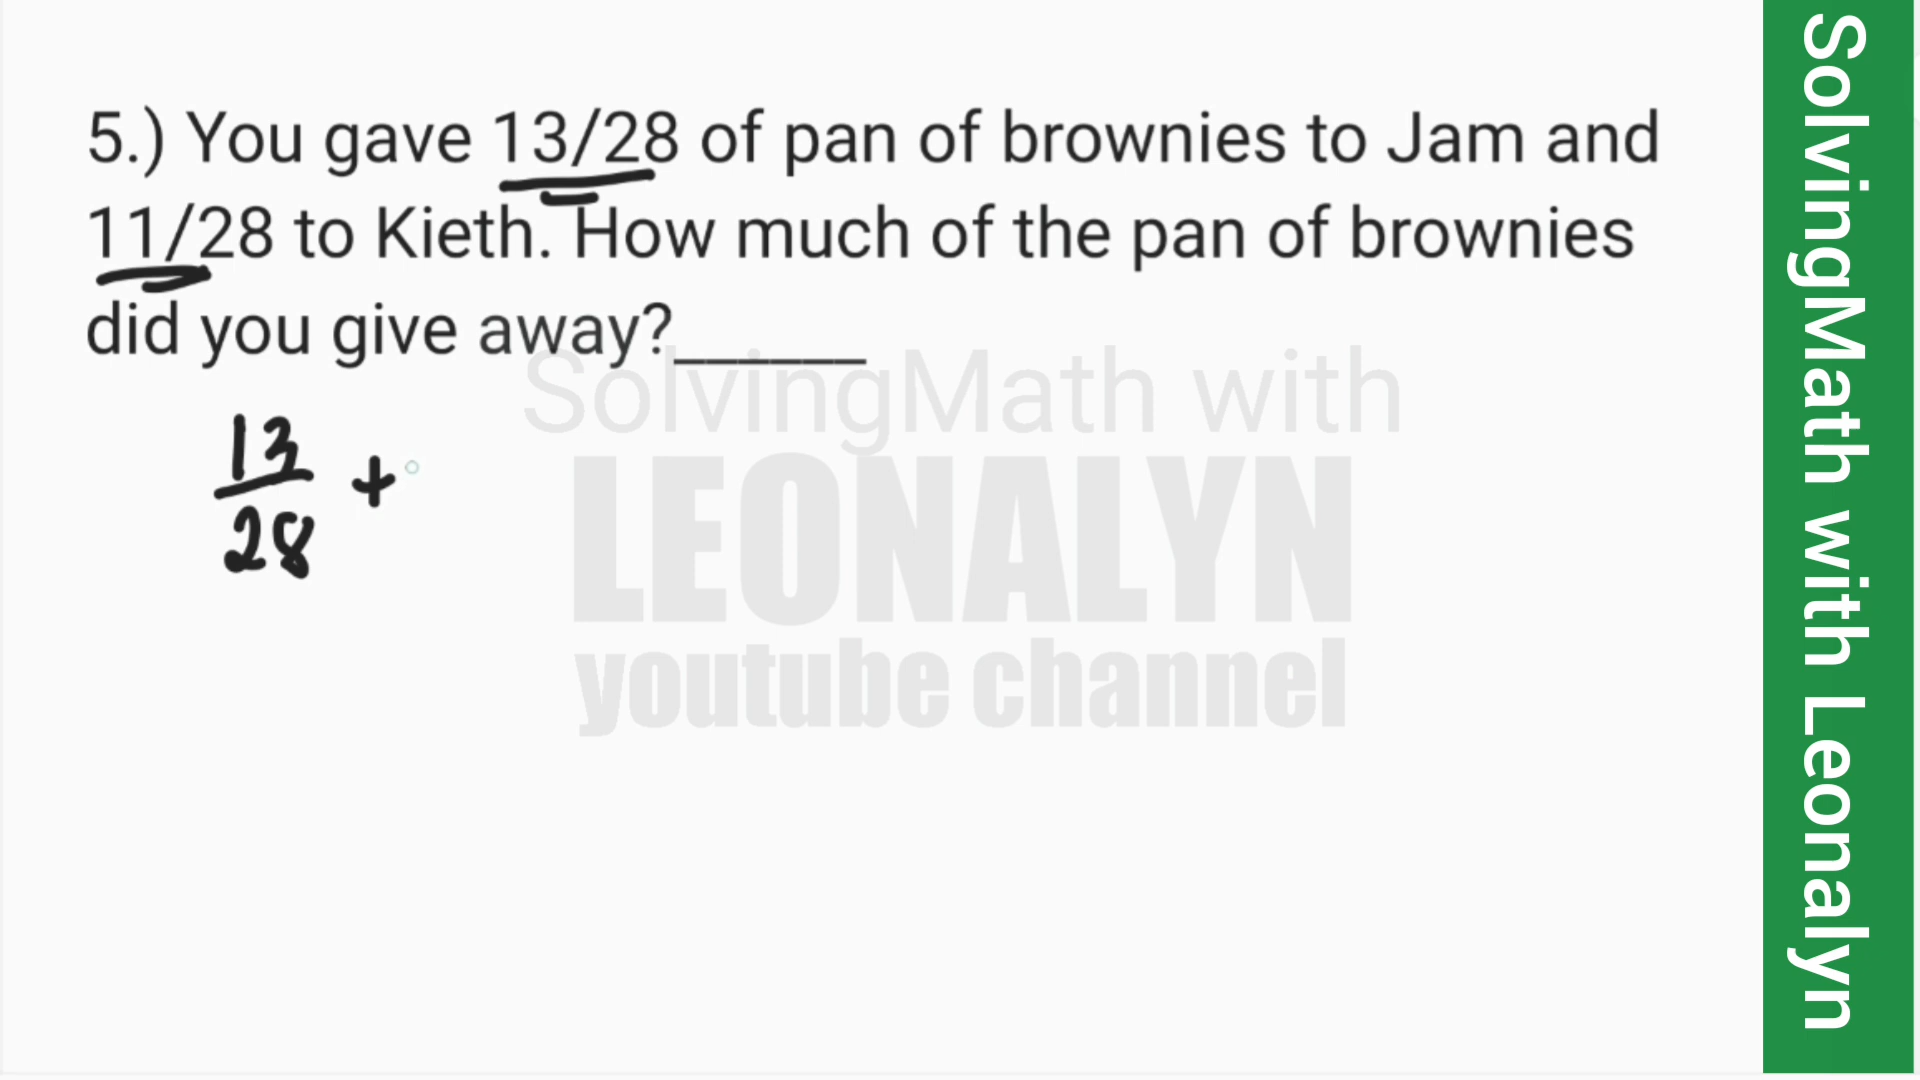 5.) You gave 13/28 of pan of brownies to Jam and
11/28 to Kieth. How much of the pan of brownies
did you give away?______
13
28
+
SolvingMath with
LEONALYN
youtube channel
SolvingMath with Leonalyn